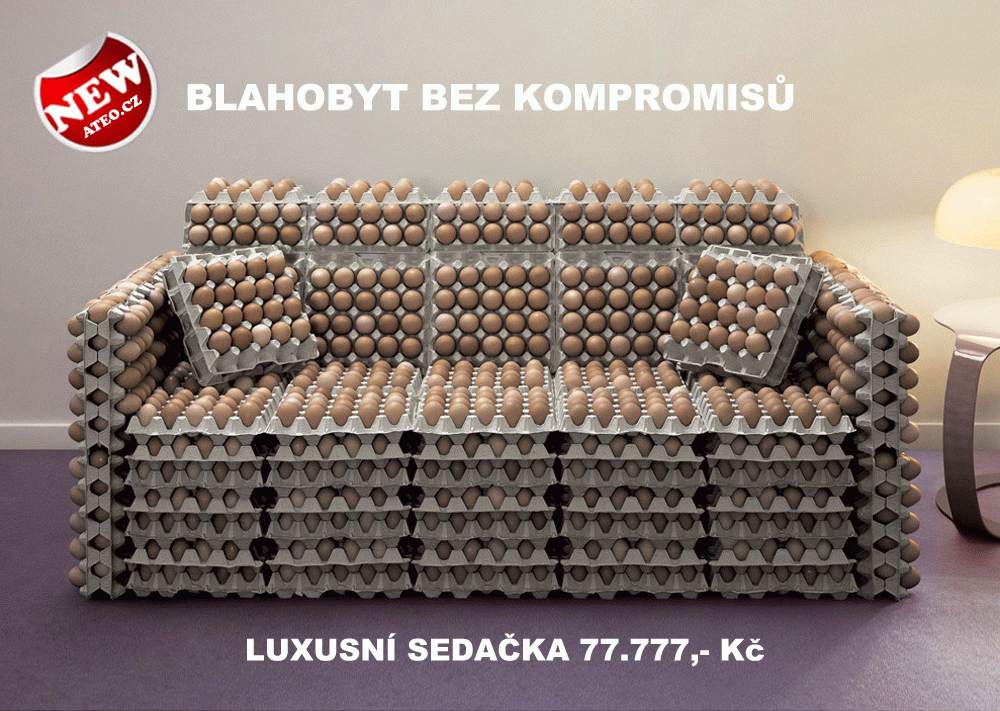 NEW
ATEO.CZ
BLAHOBYT BEZ KOMPROMISŮ
LUXUSNÍ SEDAČKA 77.777,- Kč